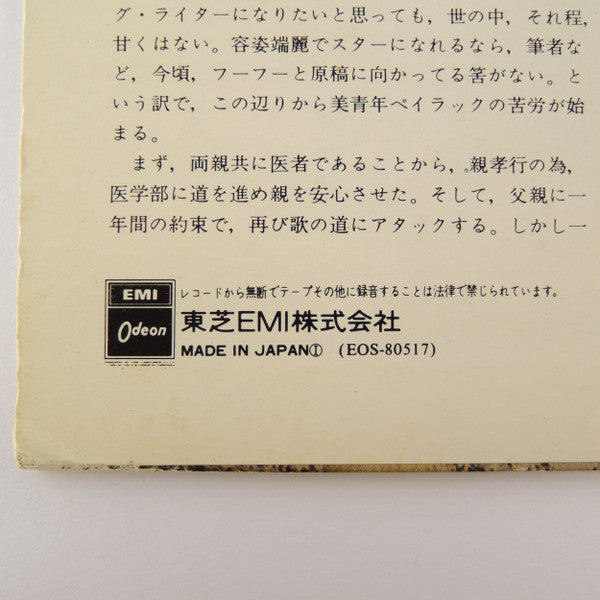 グ・ライターになりたいと思っても，世の中，それ程，
甘くはない。容姿端麗でスターになれるなら，筆者な
ど，今頃，フーフーと原稿に向かってる筈がない。と
いう訳で，この辺りから美青年ペイラックの苦労が始
まる。
まず，両親共に医者であることから，親孝行の為，
医学部に道を進め親を安心させた。そして，父親に一
年間の約束で，再び歌の道にアタックする。しかし一
EMI
Odeon
レコードから無断でテープその他に録音することは法律で禁じられています。
東芝EMI株式会社
MADE IN JAPANⒾ (EOS-80517)